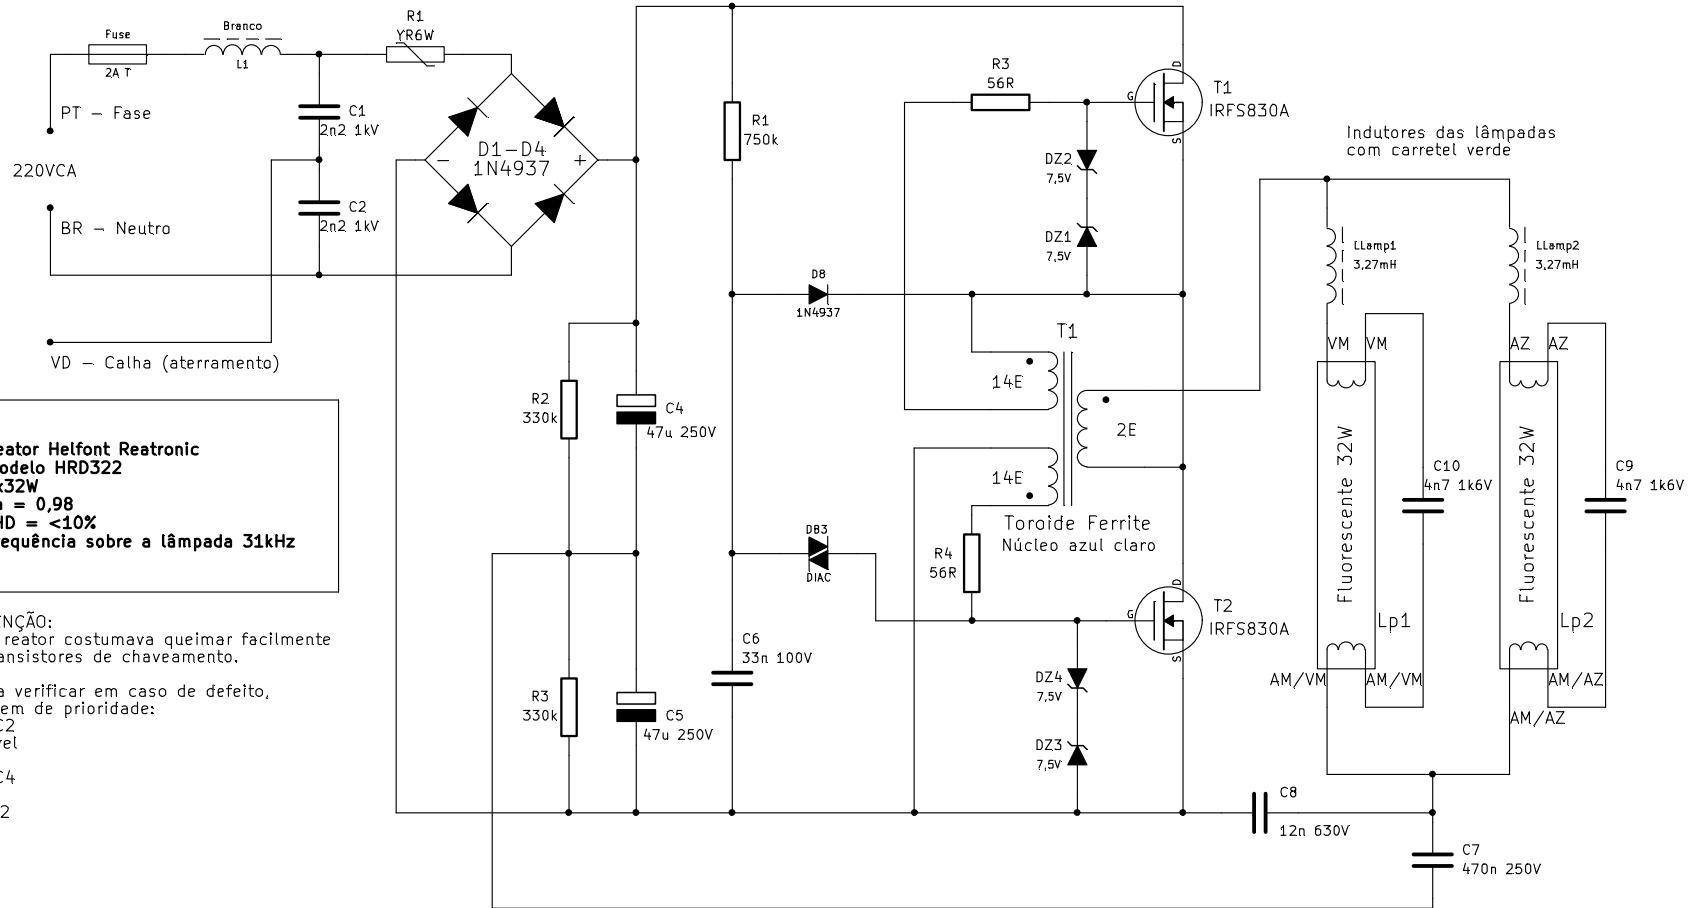 Fuse
2A T
Branco
L1
R1
YR6W
PT – Fase
220VCA
BR – Neutro
VD – Calha (aterramento)
C1
2n2 1kV
C2
2n2 1kV
D1–D4
1N4937
–
+
R1
750k
R2
330k
R3
330k
C4
47u 250V
C5
47u 250V
C6
33n 100V
D8
1N4937
DB3
DIAC
R3
56R
DZ2
7,5V
DZ1
7,5V
G
D
S
T1
IRFS830A
T1
14E
14E
2E
Toroide Ferrite
Núcleo azul claro
R4
56R
DZ4
7,5V
DZ3
7,5V
G
D
S
T2
IRFS830A
Indutores das lâmpadas
com carretel verde
LLamp1
3,27mH
LLamp2
3,27mH
VM
VM
AZ
AZ
Fluorescente 32W
Fluorescente 32W
Lp1
Lp2
C10
4n7 1k6V
C9
4n7 1k6V
AM/VM
AM/VM
AM/AZ
AM/AZ
C8
12n 630V
C7
470n 250V
eator Helfont Reatronic
odelo HRD322
x32W
= 0,98
HD = <10%
equência sobre a lâmpada 31kHz
NÇÃO:
reator costumava queimar facilmente
ansistores de chaveamento.
a verificar em caso de defeito,
em de prioridade:
C2
vel
C4
2